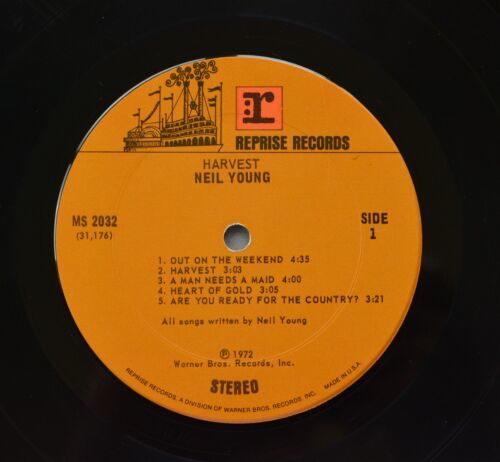 r
REPRISE RECORDS
HARVEST
NEIL YOUNG
MS 2032
(31,176)
SIDE
1
1. OUT ON THE WEEKEND 4:35
2. HARVEST 3:03
3. A MAN NEEDS A MAID 4:00
4. HEART OF GOLD 3:05
5. ARE YOU READY FOR THE COUNTRY? 3:21
All songs written by Neil Young
Ⓟ 1972
Warner Bros. Records, Inc.
STEREO
REPRISE RECORDS, A DIVISION OF WARNER BROS. RECORDS INC. MADE IN U.S.A.